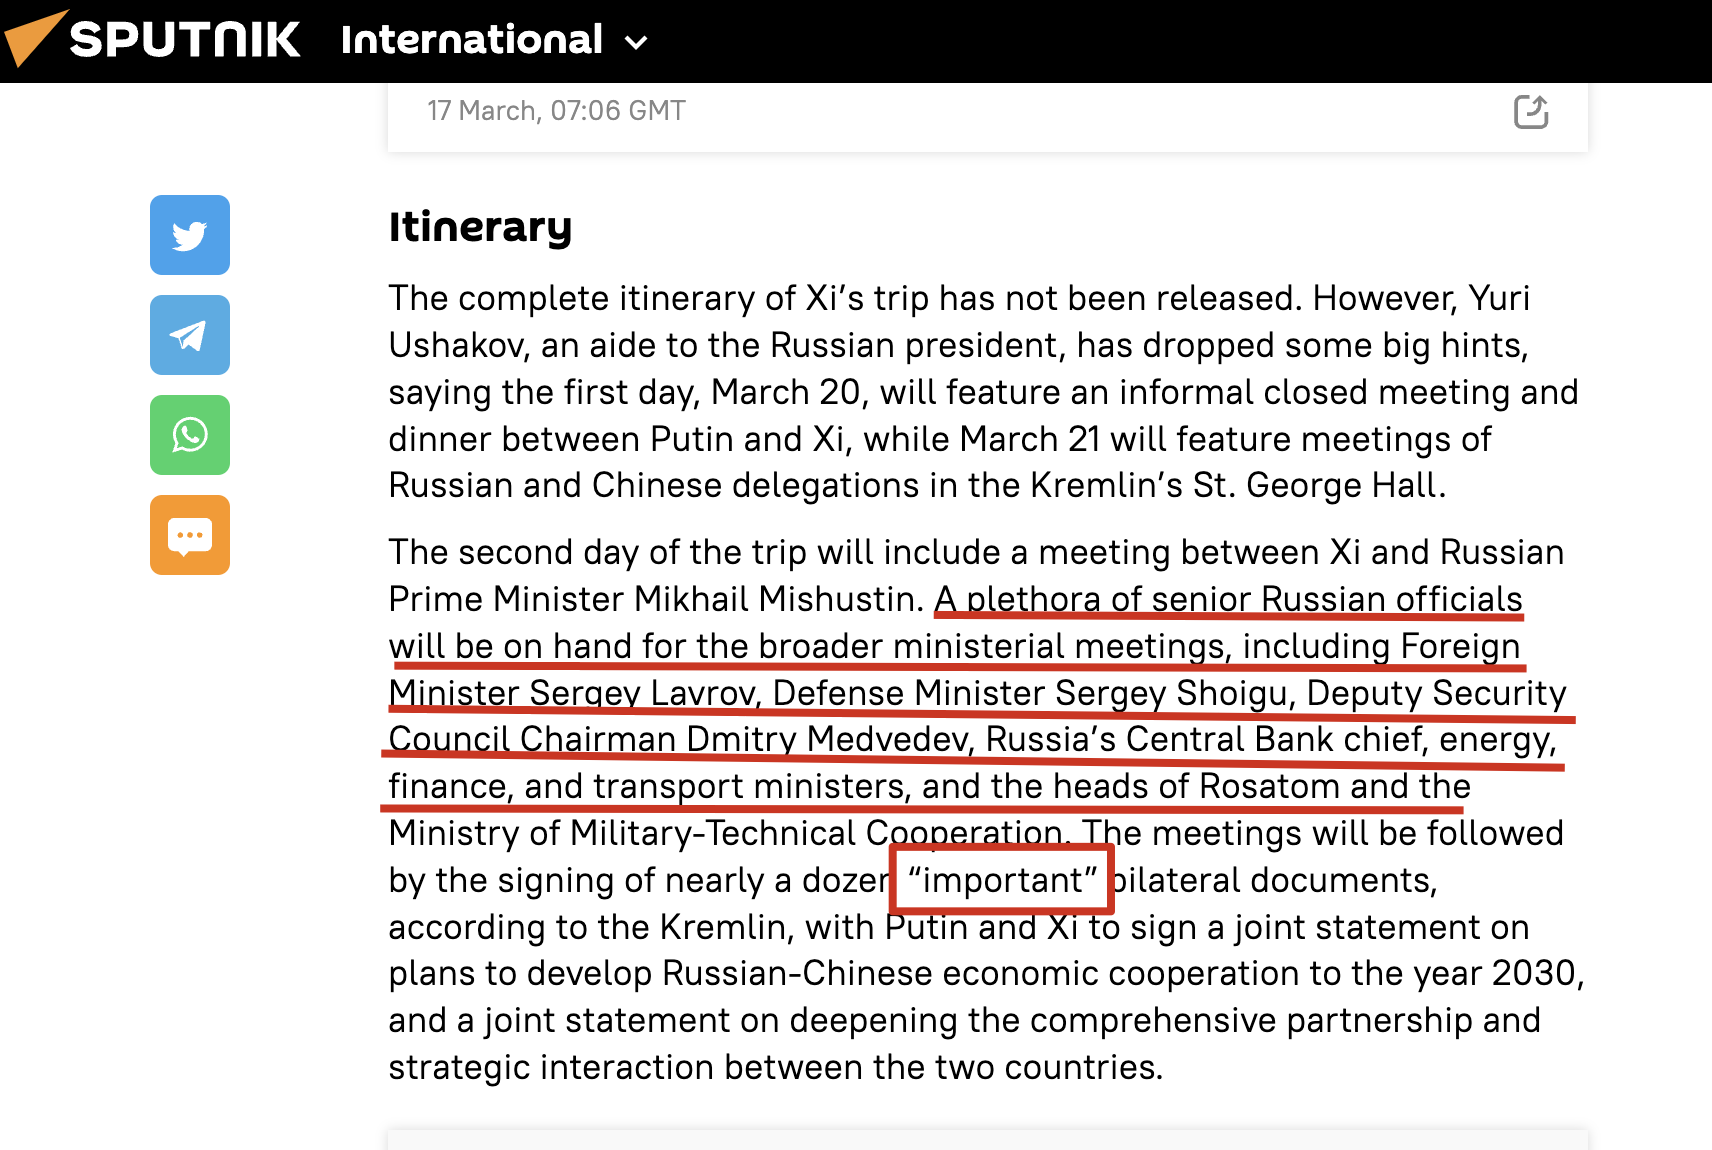 SPUTNIK International
17 March, 07:06 GMT
Itinerary
The complete itinerary of Xi’s trip has not been released. However, Yuri
Ushakov, an aide to the Russian president, has dropped some big hints,
saying the first day, March 20, will feature an informal closed meeting and
dinner between Putin and Xi, while March 21 will feature meetings of
Russian and Chinese delegations in the Kremlin’s St. George Hall.
The second day of the trip will include a meeting between Xi and Russian
Prime Minister Mikhail Mishustin. A plethora of senior Russian officials
will be on hand for the broader ministerial meetings, including Foreign
Minister Sergey Lavrov, Defense Minister Sergey Shoigu, Deputy Security
Council Chairman Dmitry Medvedev, Russia’s Central Bank chief, energy,
finance, and transport ministers, and the heads of Rosatom and the
Ministry of Military-Technical Cooperation. The meetings will be followed
by the signing of nearly a dozen “important” bilateral documents,
according to the Kremlin, with Putin and Xi to sign a joint statement on
plans to develop Russian-Chinese economic cooperation to the year 2030,
and a joint statement on deepening the comprehensive partnership and
strategic interaction between the two countries.